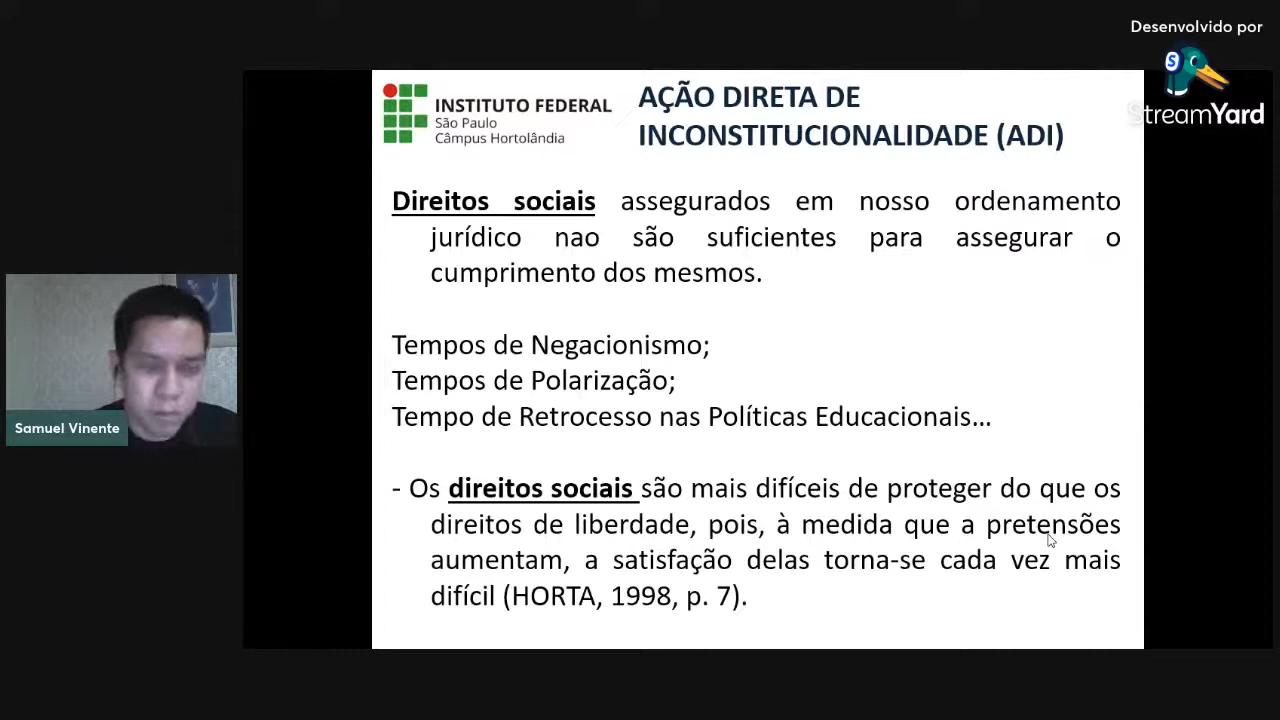 Desenvolvido por
StreamYard
INSTITUTO FEDERAL
São Paulo
Câmpus Hortolândia
AÇÃO DIRETA DE
INCONSTITUCIONALIDADE (ADI)
Direitos sociais assegurados em nosso ordenamento
jurídico nao são suficientes para assegurar o
cumprimento dos mesmos.
Tempos de Negacionismo;
Tempos de Polarização;
Tempo de Retrocesso nas Políticas Educacionais...
- Os direitos sociais são mais difíceis de proteger do que os
direitos de liberdade, pois, à medida que a pretensões
aumentam, a satisfação delas torna-se cada vez mais
difícil (HORTA, 1998, p. 7).
Samuel Vinente